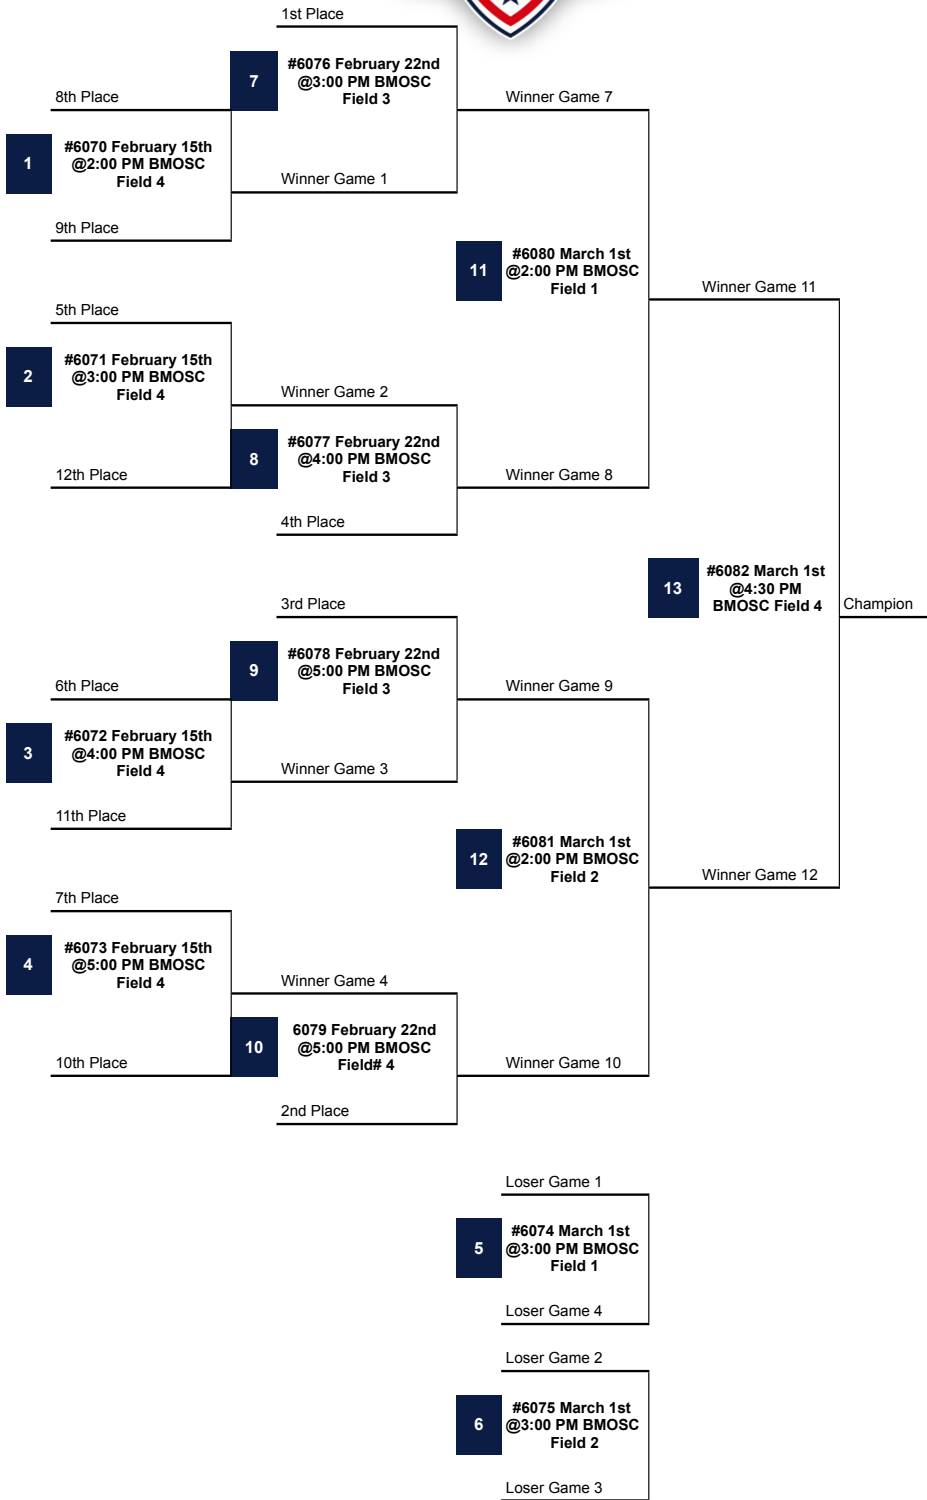 1st Place
7
#6076 February 22nd
@3:00 PM BMOSC
Field 3
8th Place
Winner Game 7
1
#6070 February 15th
@2:00 PM BMOSC
Field 4
Winner Game 1
9th Place
11
#6080 March 1st
@2:00 PM BMOSC
Field 1
Winner Game 11
5th Place
2
#6071 February 15th
@3:00 PM BMOSC
Field 4
Winner Game 2
8
#6077 February 22nd
@4:00 PM BMOSC
Field 3
12th Place
Winner Game 8
4th Place
13
#6082 March 1st
@4:30 PM
BMOSC Field 4
Champion
3rd Place
9
#6078 February 22nd
@5:00 PM BMOSC
Field 3
6th Place
Winner Game 9
3
#6072 February 15th
@4:00 PM BMOSC
Field 4
Winner Game 3
11th Place
12
#6081 March 1st
@2:00 PM BMOSC
Field 2
Winner Game 12
7th Place
4
#6073 February 15th
@5:00 PM BMOSC
Field 4
Winner Game 4
10
6079 February 22nd
@5:00 PM BMOSC
Field# 4
10th Place
Winner Game 10
2nd Place
Loser Game 1
5
#6074 March 1st
@3:00 PM BMOSC
Field 1
Loser Game 4
Loser Game 2
6
#6075 March 1st
@3:00 PM BMOSC
Field 2
Loser Game 3